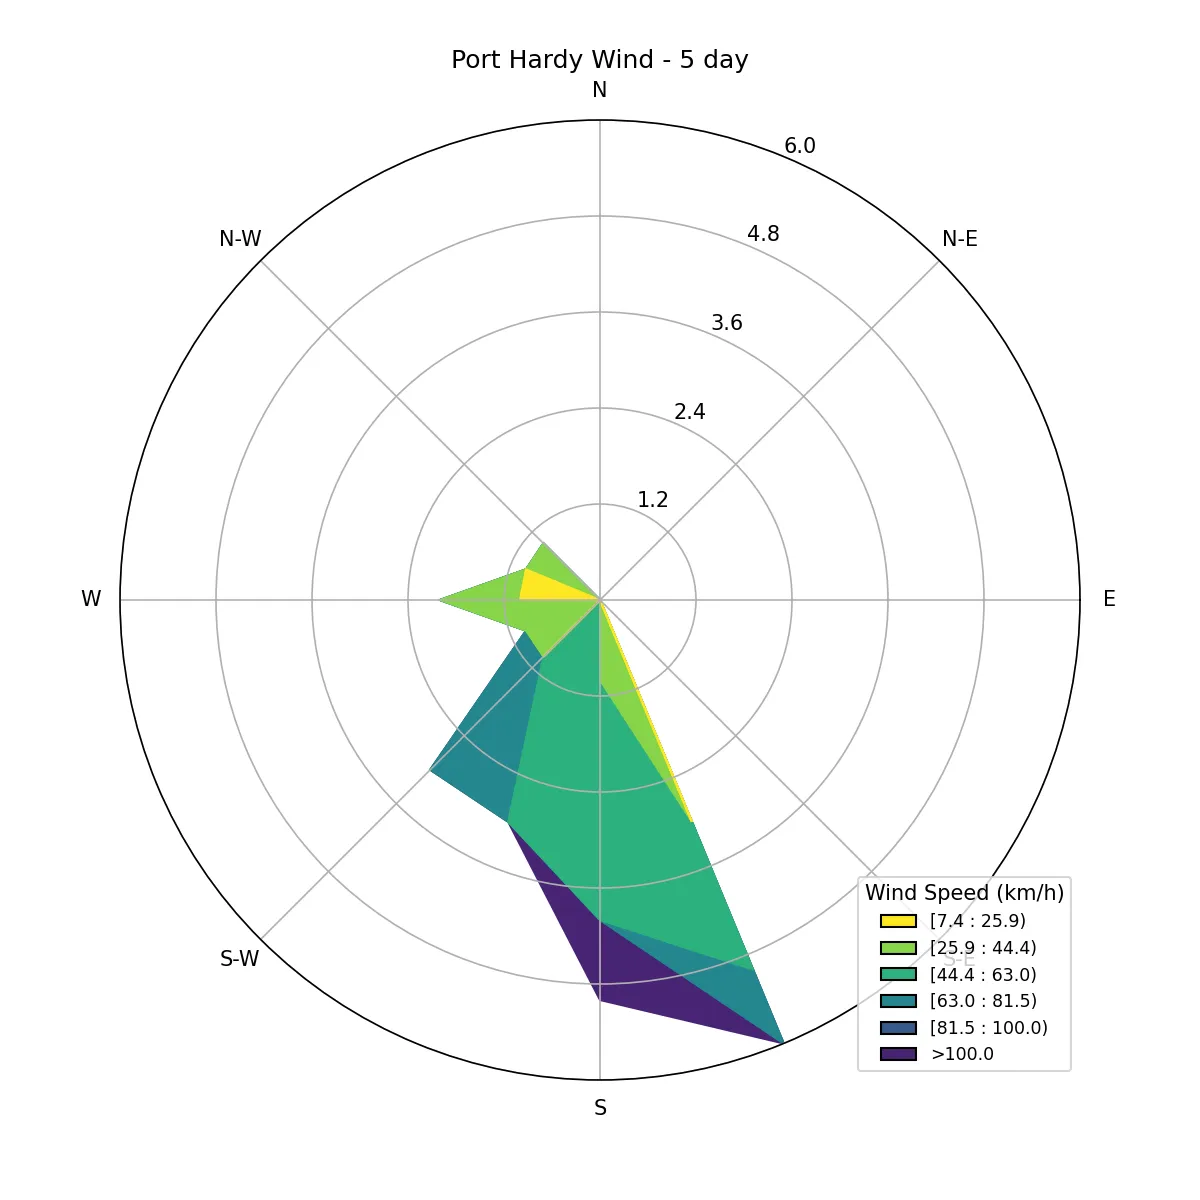 Port Hardy Wind - 5 day
N
6.0
N-W
4.8
N-E
3.6
2.4
1.2
W
E
Wind Speed (km/h)
[7.4 : 25.9)
[25.9 : 44.4)
S-W
S-E
[44.4 : 63.0)
[63.0 : 81.5)
[81.5 : 100.0)
>100.0
S